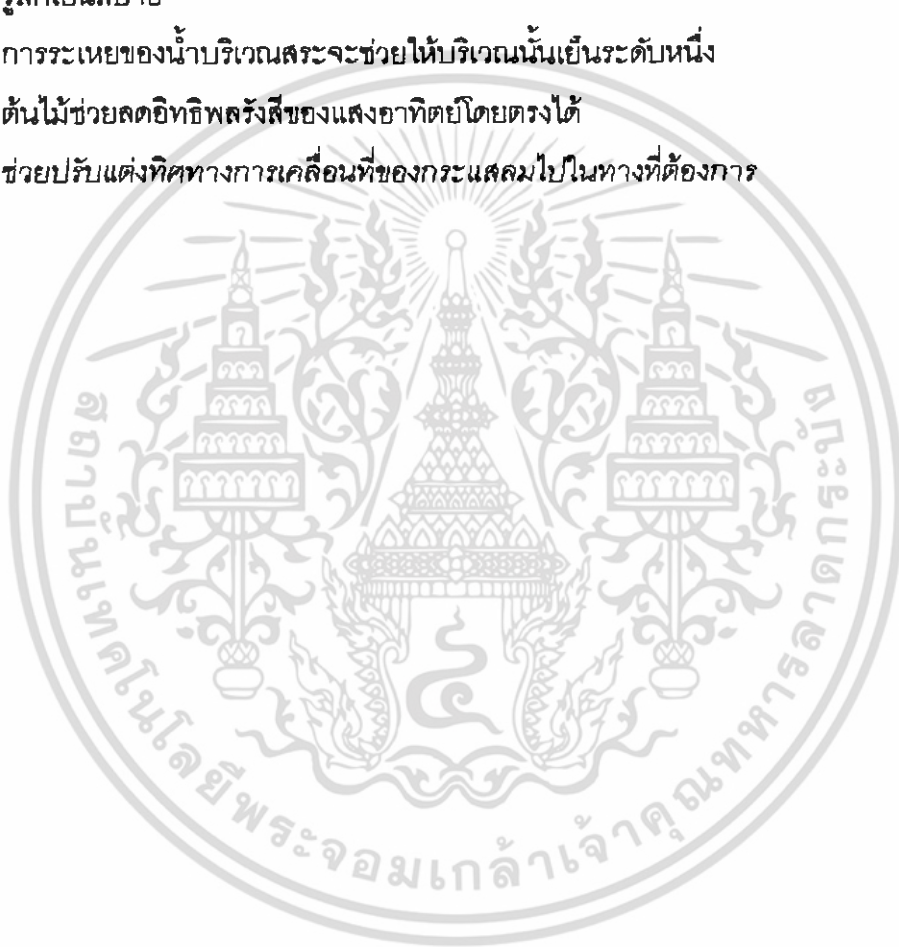 การระเหยของน้ำบริเวณสระจะช่วยให้บริเวณนั้นเย็นระดับหนึ่ง
ต้นไม้ช่วยลดอิทธิพลรังสีของแสงอาทิตย์โดยตรงได้
ช่วยปรับแต่งทิศทางการเคลื่อนที่ของกระแสลมไปในทางที่ต้องการ
สถาบันเทคโนโลยีพระจอมเกล้าเจ้าคุณทหารลาดกระบัง